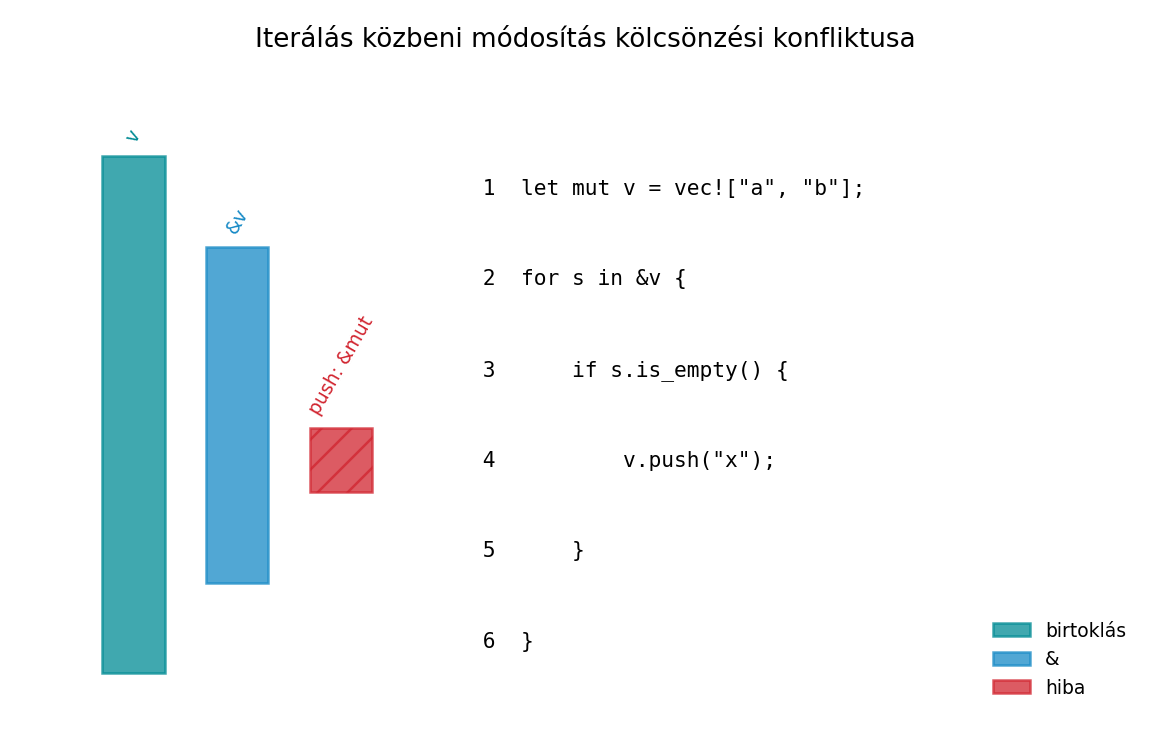 Iterálás közbeni módosítás kölcsönzési konfliktusa
v
&v
push: &mut
1 let mut v = vec!["a", "b"];
2 for s in &v {
3     if s.is_empty() {
4         v.push("x");
5     }
6 }
birtoklás
&
hiba